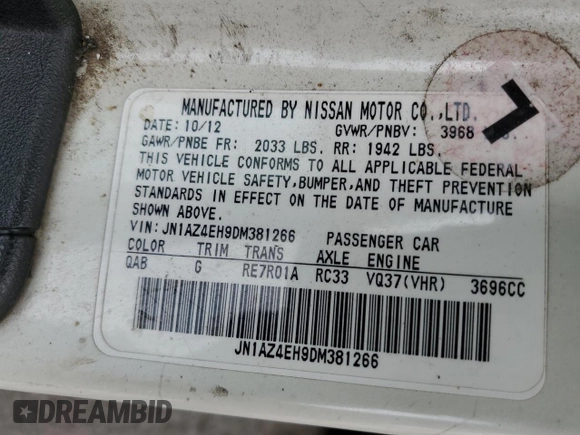 MANUFACTURED BY NISSAN MOTOR CO.,LTD.
DATE: 10/12 GVWR/PNBV: 3968
GAWR/PNBE FR: 2033 LBS. RR: 1942 LBS.
THIS VEHICLE CONFORMS TO ALL APPLICABLE FEDERAL
MOTOR VEHICLE SAFETY,BUMPER,AND THEFT PREVENTION
STANDARDS IN EFFECT ON THE DATE OF MANUFACTURE
SHOWN ABOVE.
VIN:JN1AZ4EH9DM381266 PASSENGER CAR
COLOR TRIM TRANS AXLE ENGINE
QAB G RE7R01A RC33 VQ37(VHR) 3696CC
JN1AZ4EH9DM381266
DREAMBID